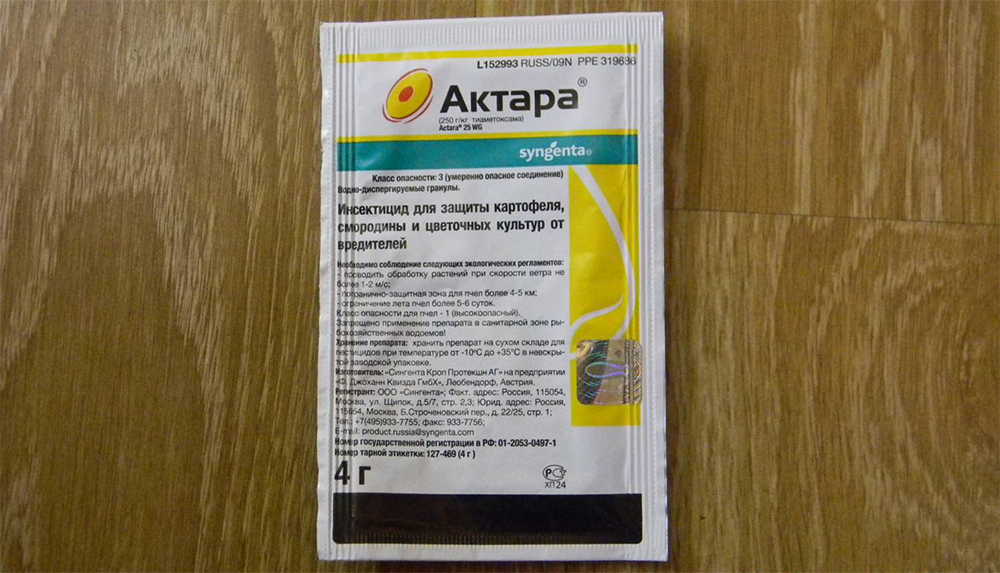 L152993 RUSS/09N PPE 319686
Актара®
(250 г/кг тиаметоксама)
Actara® 25 WG
syngenta
Класс опасности: 3 (умеренно опасное соединение)
Водно-диспергируемые гранулы.
Инсектицид для защиты картофеля,
смородины и цветочных культур от
вредителей
Необходимо соблюдение следующих экологических регламентов:
- проводить обработку растений при скорости ветра не
более 1-2 м/с;
- погранично-защитная зона для пчел более 4-5 км;
- ограничение лета пчел более 5-6 суток.
Класс опасности для пчел - 1 (высокоопасный).
Запрещено применение препарата в санитарной зоне ры-
бохозяйственных водоемов!
Хранение препарата: хранить препарат на сухом складе для
пестицидов при температуре от -10°С до +35°С в невскры-
той заводской упаковке.
Изготовитель: «Сингента Кроп Протекшн АГ» на предприятии
«Ф. Джоханн Квизда ГмбХ», Леобендорф, Австрия.
Регистрант: ООО «Сингента»; Факт. адрес: Россия, 115054,
Москва, ул. Щипок, д.5/7, стр. 2,3; Юрид. адрес: Россия,
115054, Москва, Б.Строченовский пер., д. 22/25, стр. 1;
Тел.: +7(495)933-7755; факс: 933-7756;
E-mail: product.russia@syngenta.com
Номер государственной регистрации в РФ: 01-2053-0497-1
Номер тарной этикетки: 127-469 (4 г )
4 г
ХП24